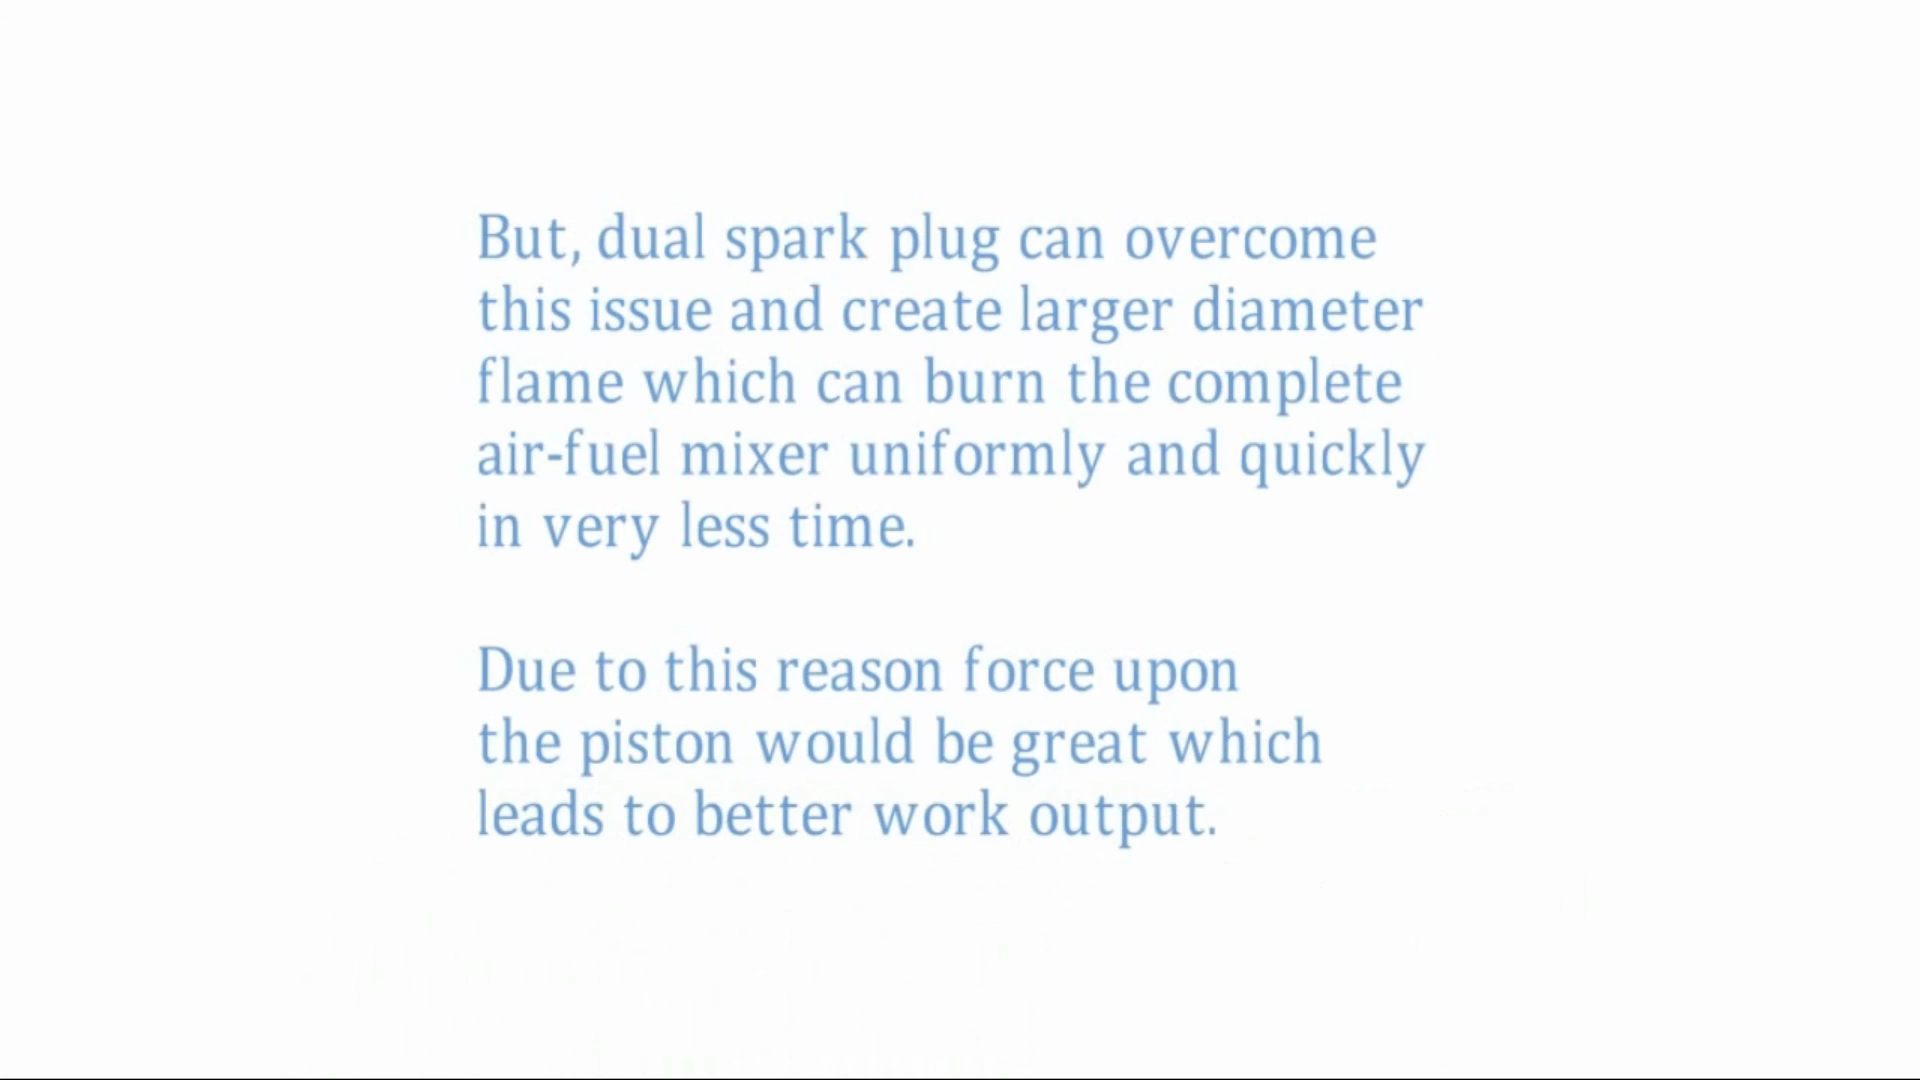 But, dual spark plug can overcome
this issue and create larger diameter
flame which can burn the complete
air-fuel mixer uniformly and quickly
in very less time.
Due to this reason force upon
the piston would be great which
leads to better work output.